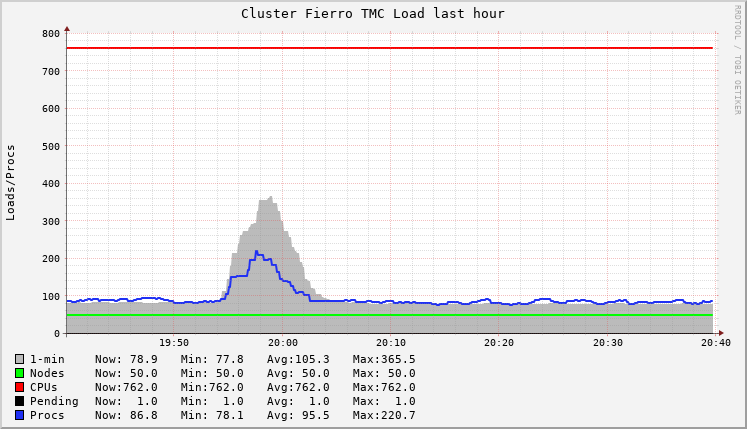 Cluster Fierro TMC Load last hour
RRDTOOL / TOBI OETIKER
Loads/Procs
800
700
600
500
400
300
200
100
0
19:50 20:00 20:10 20:20 20:30 20:40
1-min Now: 78.9 Min: 77.8 Avg:105.3 Max:365.5
Nodes Now: 50.0 Min: 50.0 Avg: 50.0 Max: 50.0
CPUs Now:762.0 Min:762.0 Avg:762.0 Max:762.0
Pending Now: 1.0 Min: 1.0 Avg: 1.0 Max: 1.0
Procs Now: 86.8 Min: 78.1 Avg: 95.5 Max:220.7